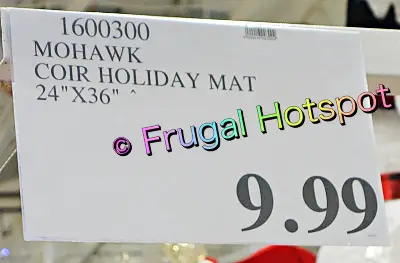 1600300
MOHAWK
COIR HOLIDAY MAT
24"X36" ^
© Frugal Hotspot
9.99